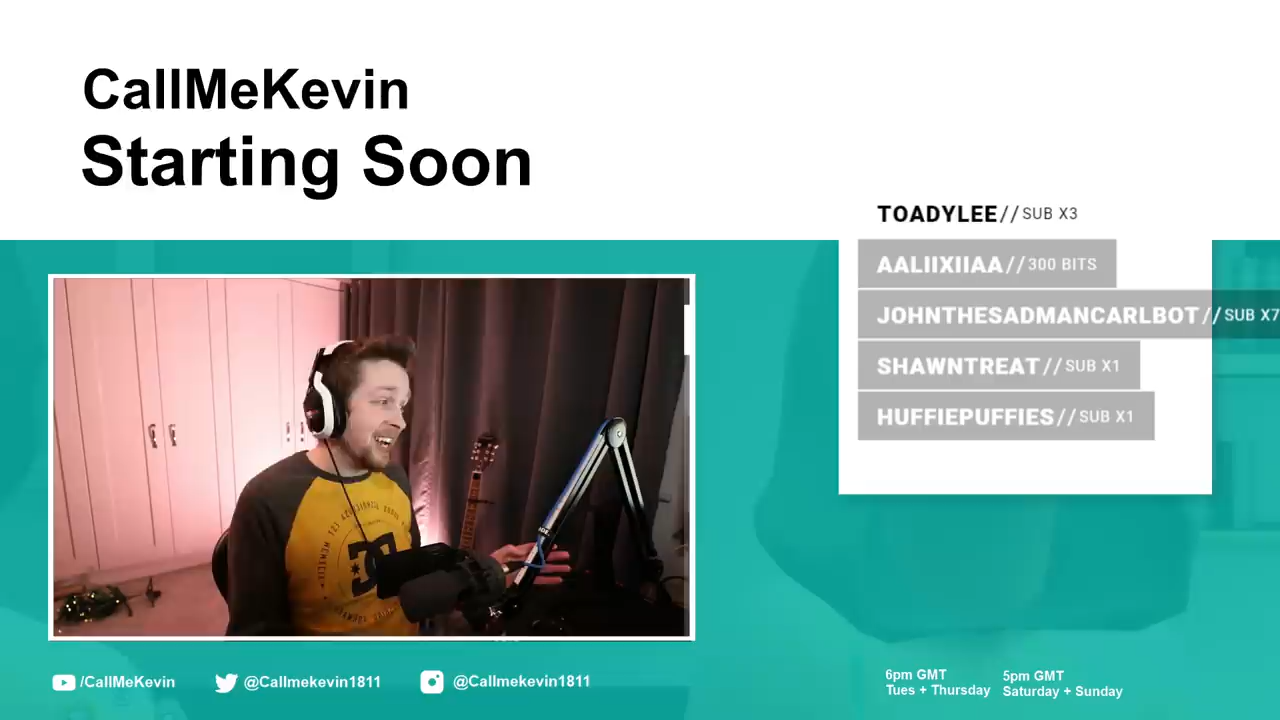 CallMeKevin
Starting Soon
TOADYLEE//SUB X3
AALIIXIIAA//300 BITS
JOHNTHESADMANCARLBOT//SUB X7
SHAWNTREAT//SUB X1
HUFFIEPUFFIES//SUB X1
/CallMeKevin
@Callmekevin1811
@Callmekevin1811
6pm GMT
Tues + Thursday
5pm GMT
Saturday + Sunday